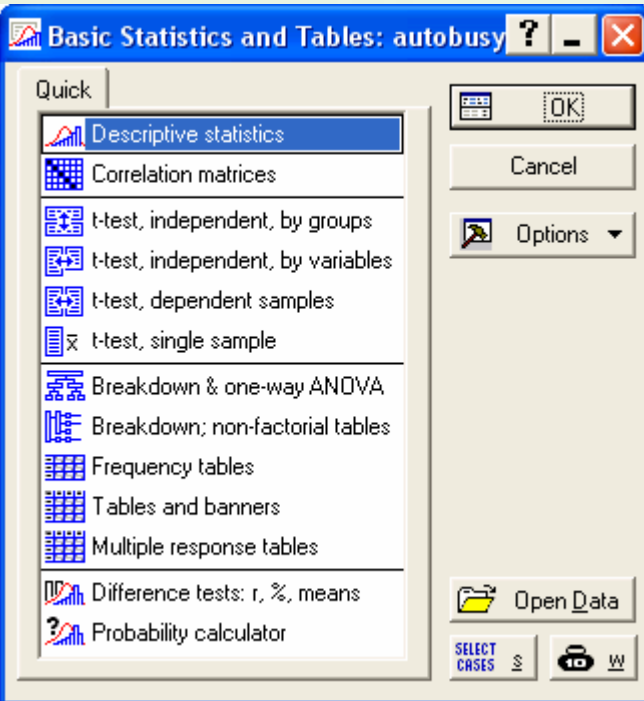 Basic Statistics and Tables: autobusy
Quick
Descriptive statistics
Correlation matrices
t-test, independent, by groups
t-test, independent, by variables
t-test, dependent samples
t-test, single sample
Breakdown & one-way ANOVA
Breakdown; non-factorial tables
Frequency tables
Tables and banners
Multiple response tables
Difference tests: r, %, means
Probability calculator
OK
Cancel
Options
Open Data
SELECT
CASES S
W